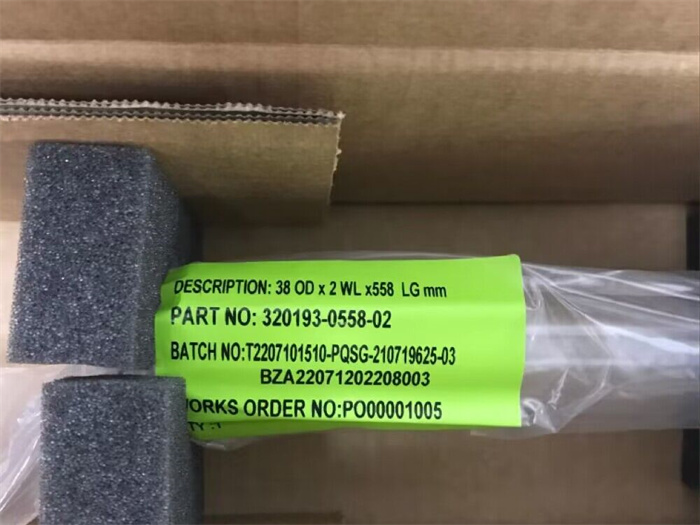 DESCRIPTION: 38 OD x 2 WL x558 LG mm
PART NO: 320193-0558-02
BATCH NO:T2207101510-PQSG-210719625-03
BZA22071202208003
WORKS ORDER NO:PO00001005